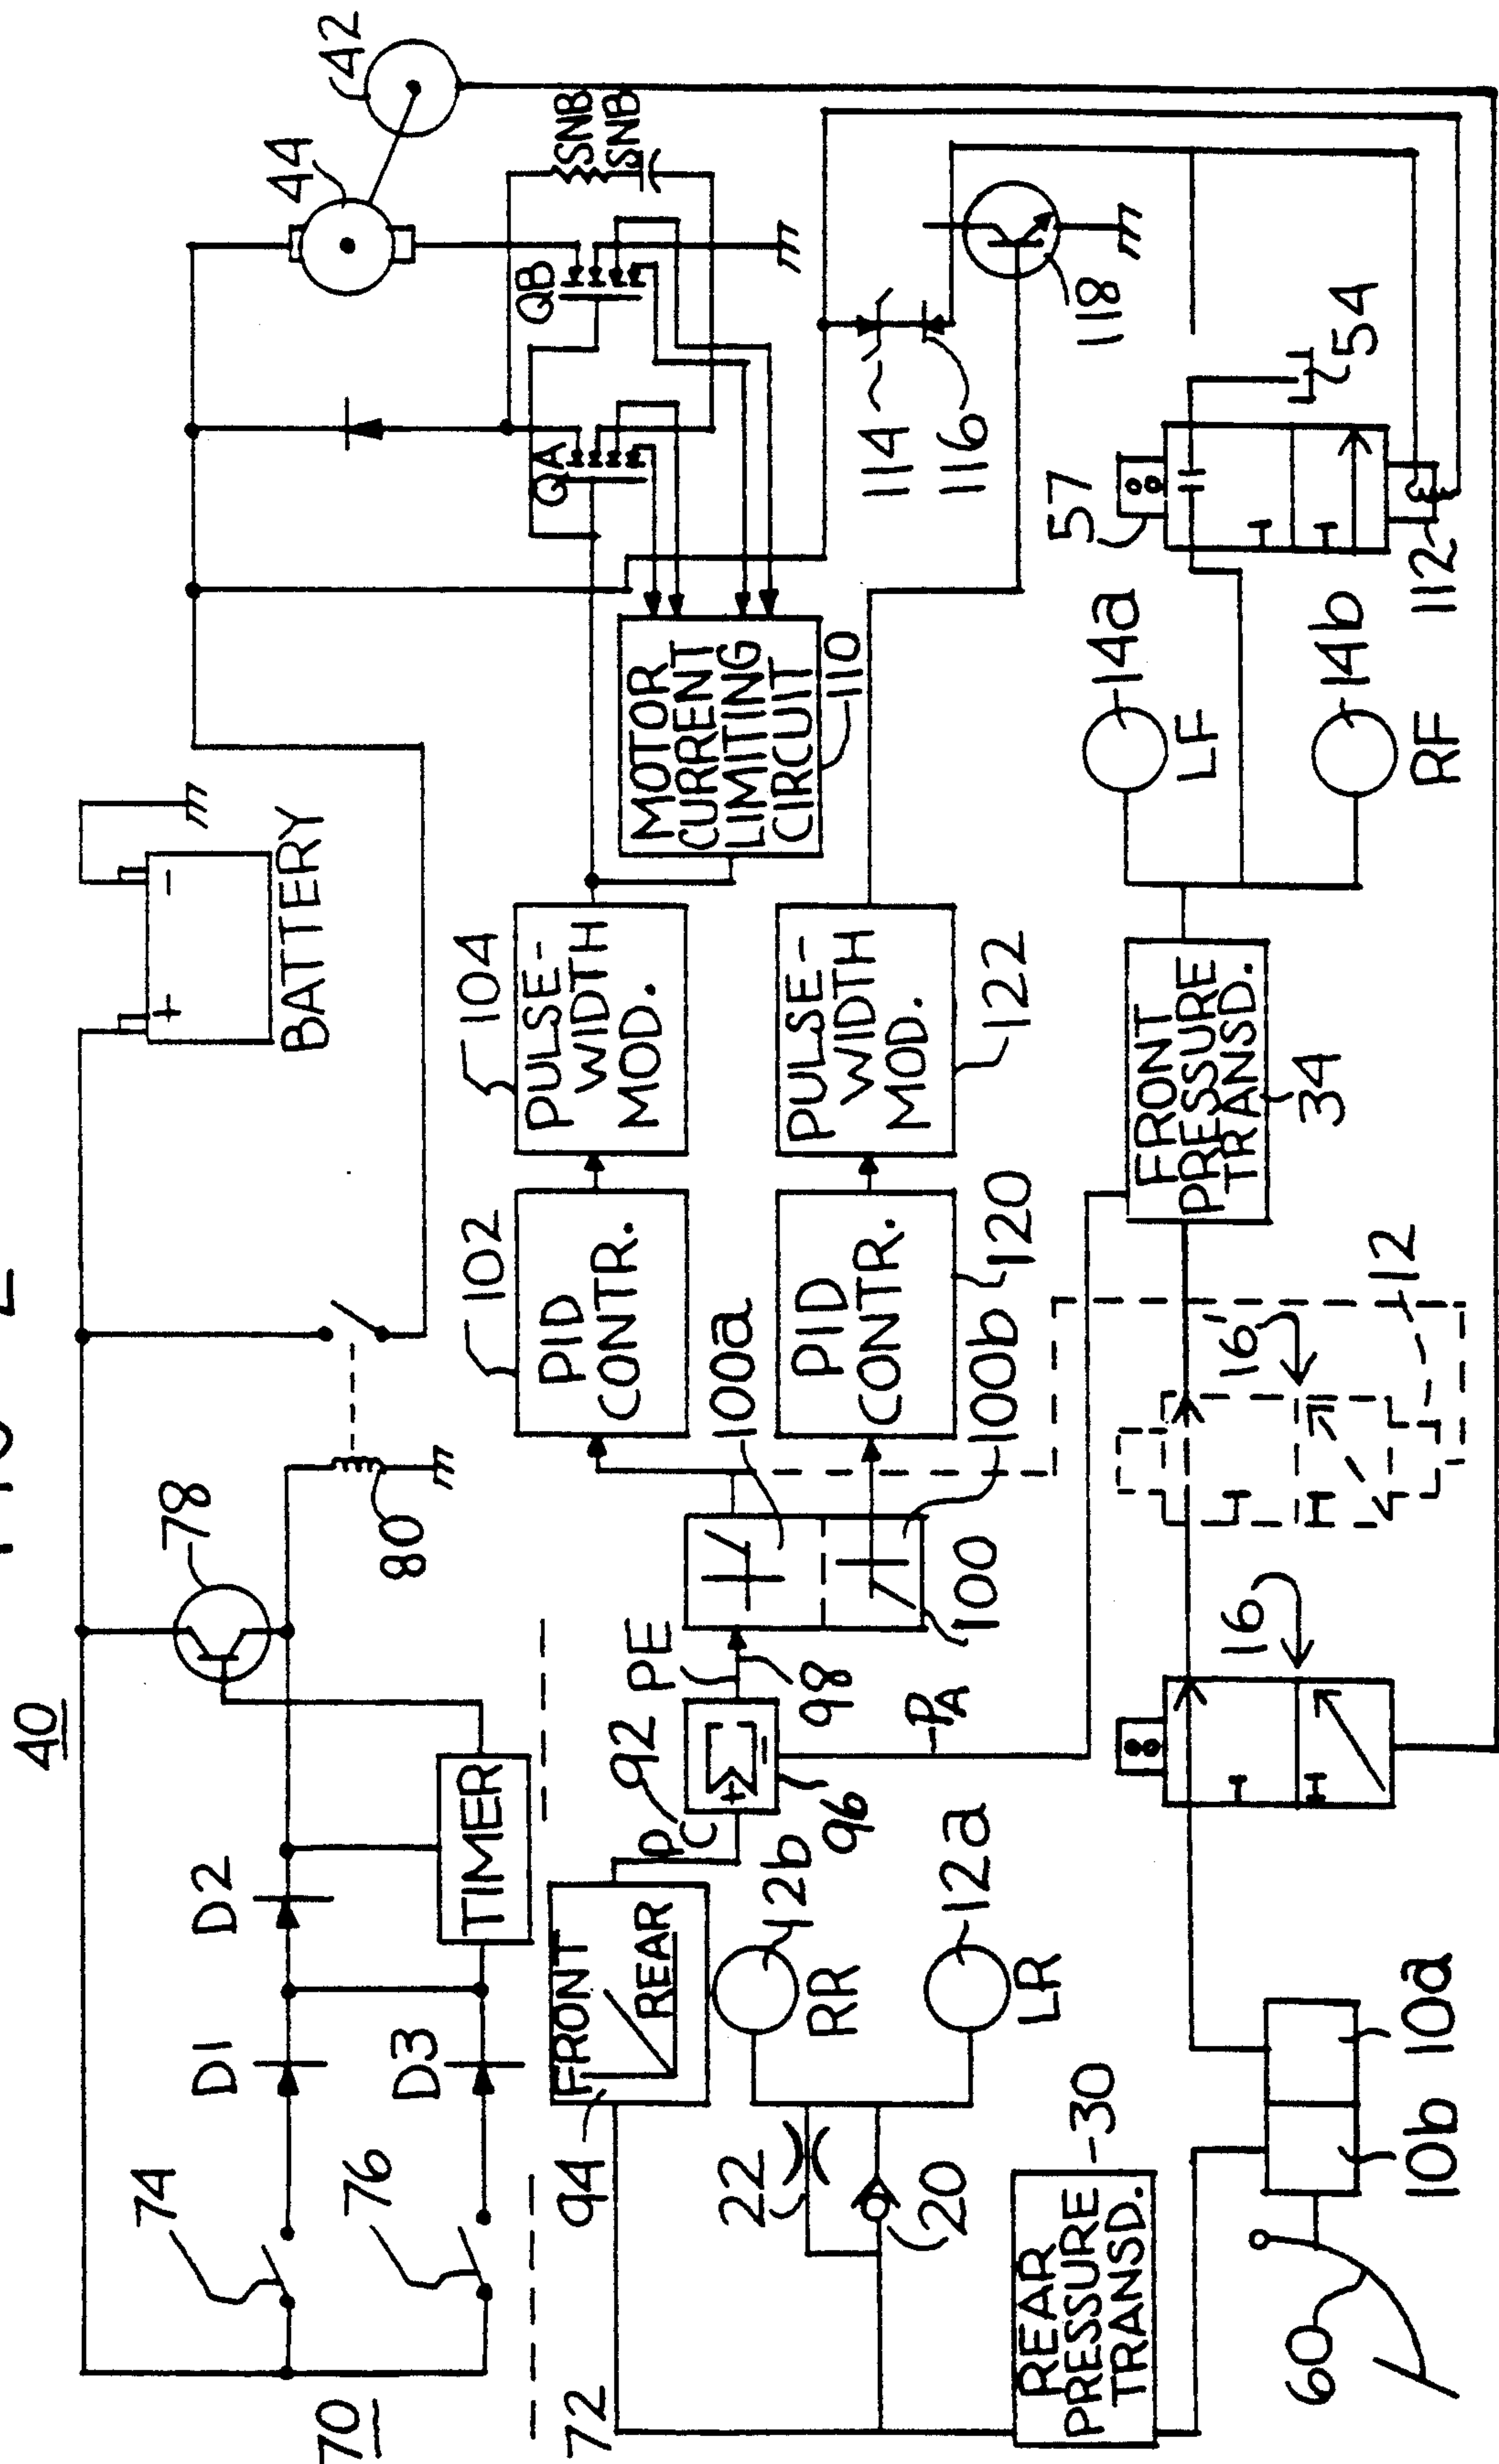 40
70
72
74
76
78
80
D1
D2
D3
TIMER
+
-
BATTERY
42
44
SNB
SNB
QA
QB
FRONT
REAR
94
PC
92
+
-
96
PE
98
PA
100
100a
100b
PID
CONTR.
102
PULSE-
WIDTH
MOD.
104
PID
CONTR.
120
PULSE-
WIDTH
MOD.
122
MOTOR
CURRENT
LIMITING
CIRCUIT
110
114
116
118
22
20
12b
RR
12a
LR
REAR
PRESSURE
TRANSD.
30
60
10b
10a
16
16'
12
FRONT
PRESSURE
TRANSD.
34
14a
LF
14b
RF
57
54
112